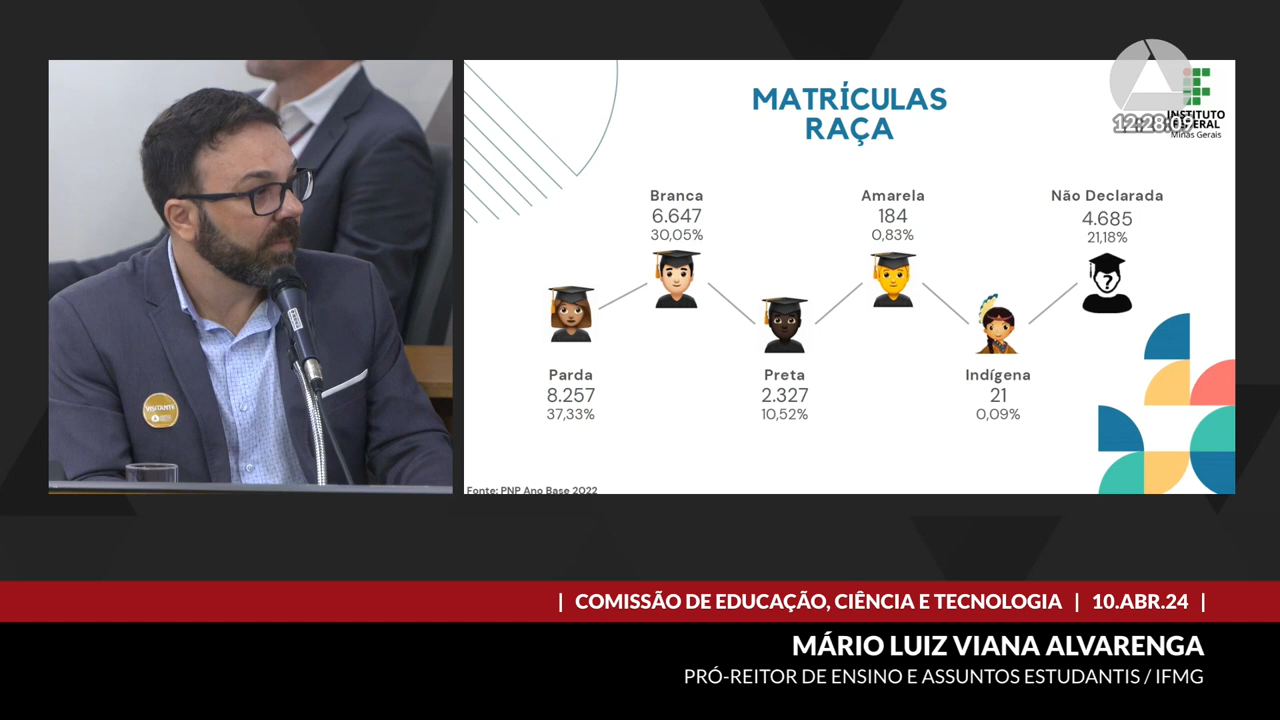 MATRÍCULAS
RAÇA
12:28:09
INSTITUTO
Minas Gerais
Branca
6.647
30,05%
Amarela
184
0,83%
Não Declarada
4.685
21,18%
?
Parda
8.257
37,33%
Preta
2.327
10,52%
Indígena
21
0,09%
VISITANTE
Fonte: PNP Ano Base 2022
| COMISSÃO DE EDUCAÇÃO, CIÊNCIA E TECNOLOGIA | 10.ABR.24 |
MÁRIO LUIZ VIANA ALVARENGA
PRÓ-REITOR DE ENSINO E ASSUNTOS ESTUDANTIS / IFMG